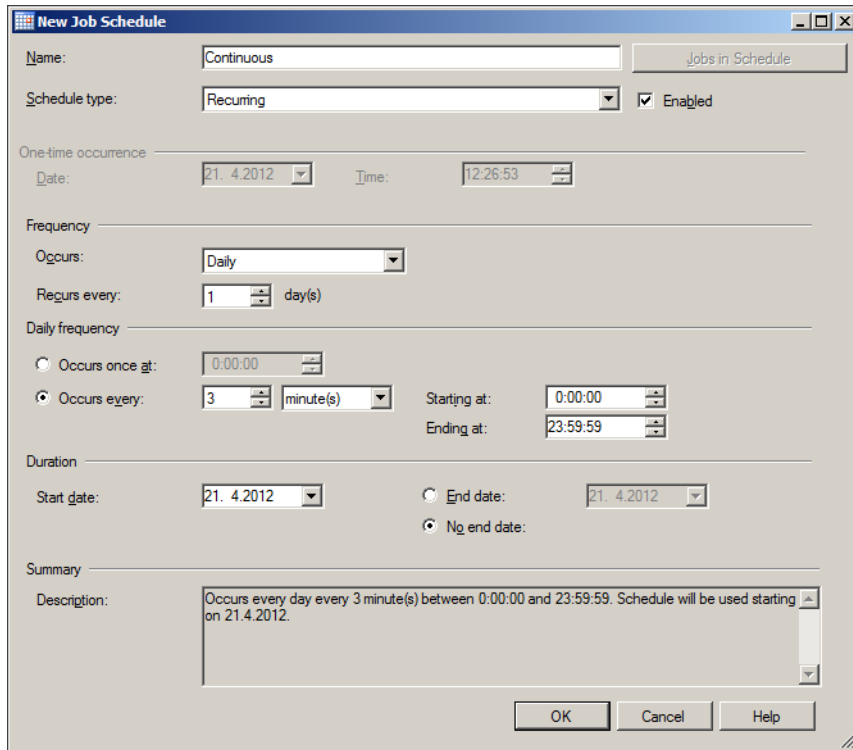 New Job Schedule
Name: Continuous Jobs in Schedule
Schedule type: Recurring Enabled
One-time occurrence
Date: 21. 4.2012 Time: 12:26:53
Frequency
Occurs: Daily
Recurs every: 1 day(s)
Daily frequency
Occurs once at: 0:00:00
Occurs every: 3 minute(s) Starting at: 0:00:00
Ending at: 23:59:59
Duration
Start date: 21. 4.2012 End date: 21. 4.2012
No end date:
Summary
Description: Occurs every day every 3 minute(s) between 0:00:00 and 23:59:59. Schedule will be used starting
on 21.4.2012.
OK Cancel Help